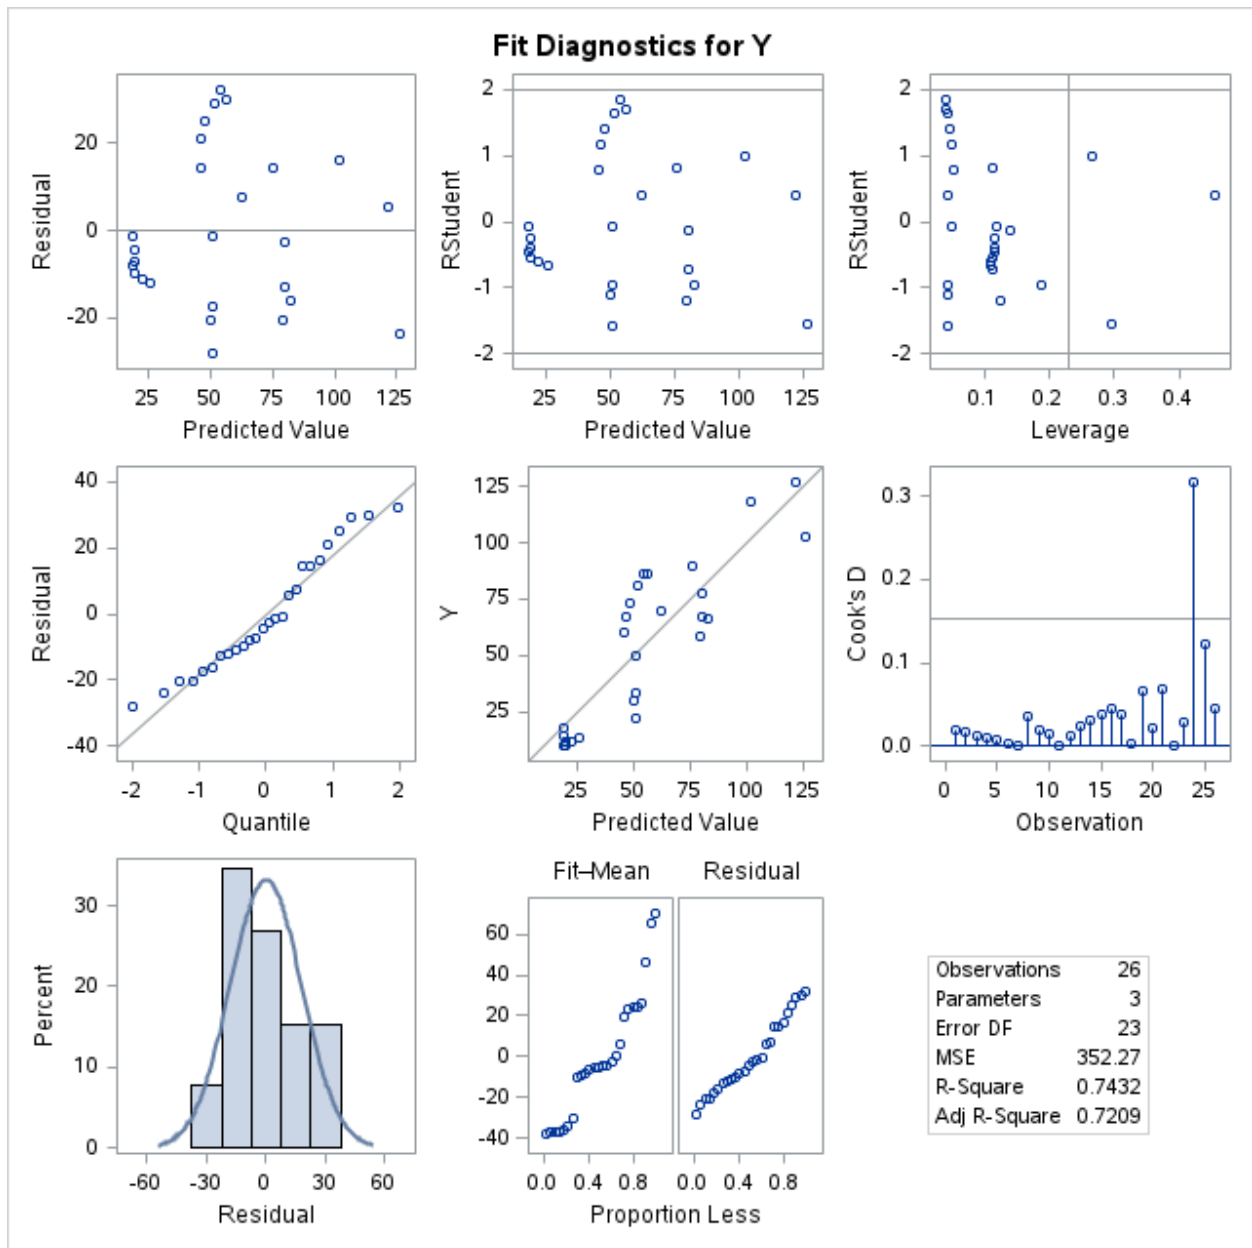 Fit Diagnostics for Y
Residual
20
0
-20
25 50 75 100 125
Predicted Value
RStudent
2
1
0
-1
-2
25 50 75 100 125
Predicted Value
RStudent
2
1
0
-1
-2
0.1 0.2 0.3 0.4
Leverage
Residual
40
20
0
-20
-40
-2 -1 0 1 2
Quantile
Y
125
100
75
50
25
25 50 75 100 125
Predicted Value
Cook's D
0.3
0.2
0.1
0.0
0 5 10 15 20 25
Observation
Percent
30
20
10
0
-60 -30 0 30 60
Residual
Fit–Mean Residual
60
40
20
0
-20
-40
0.0 0.4 0.8 0.0 0.4 0.8
Proportion Less
Observations 26
Parameters 3
Error DF 23
MSE 352.27
R-Square 0.7432
Adj R-Square 0.7209